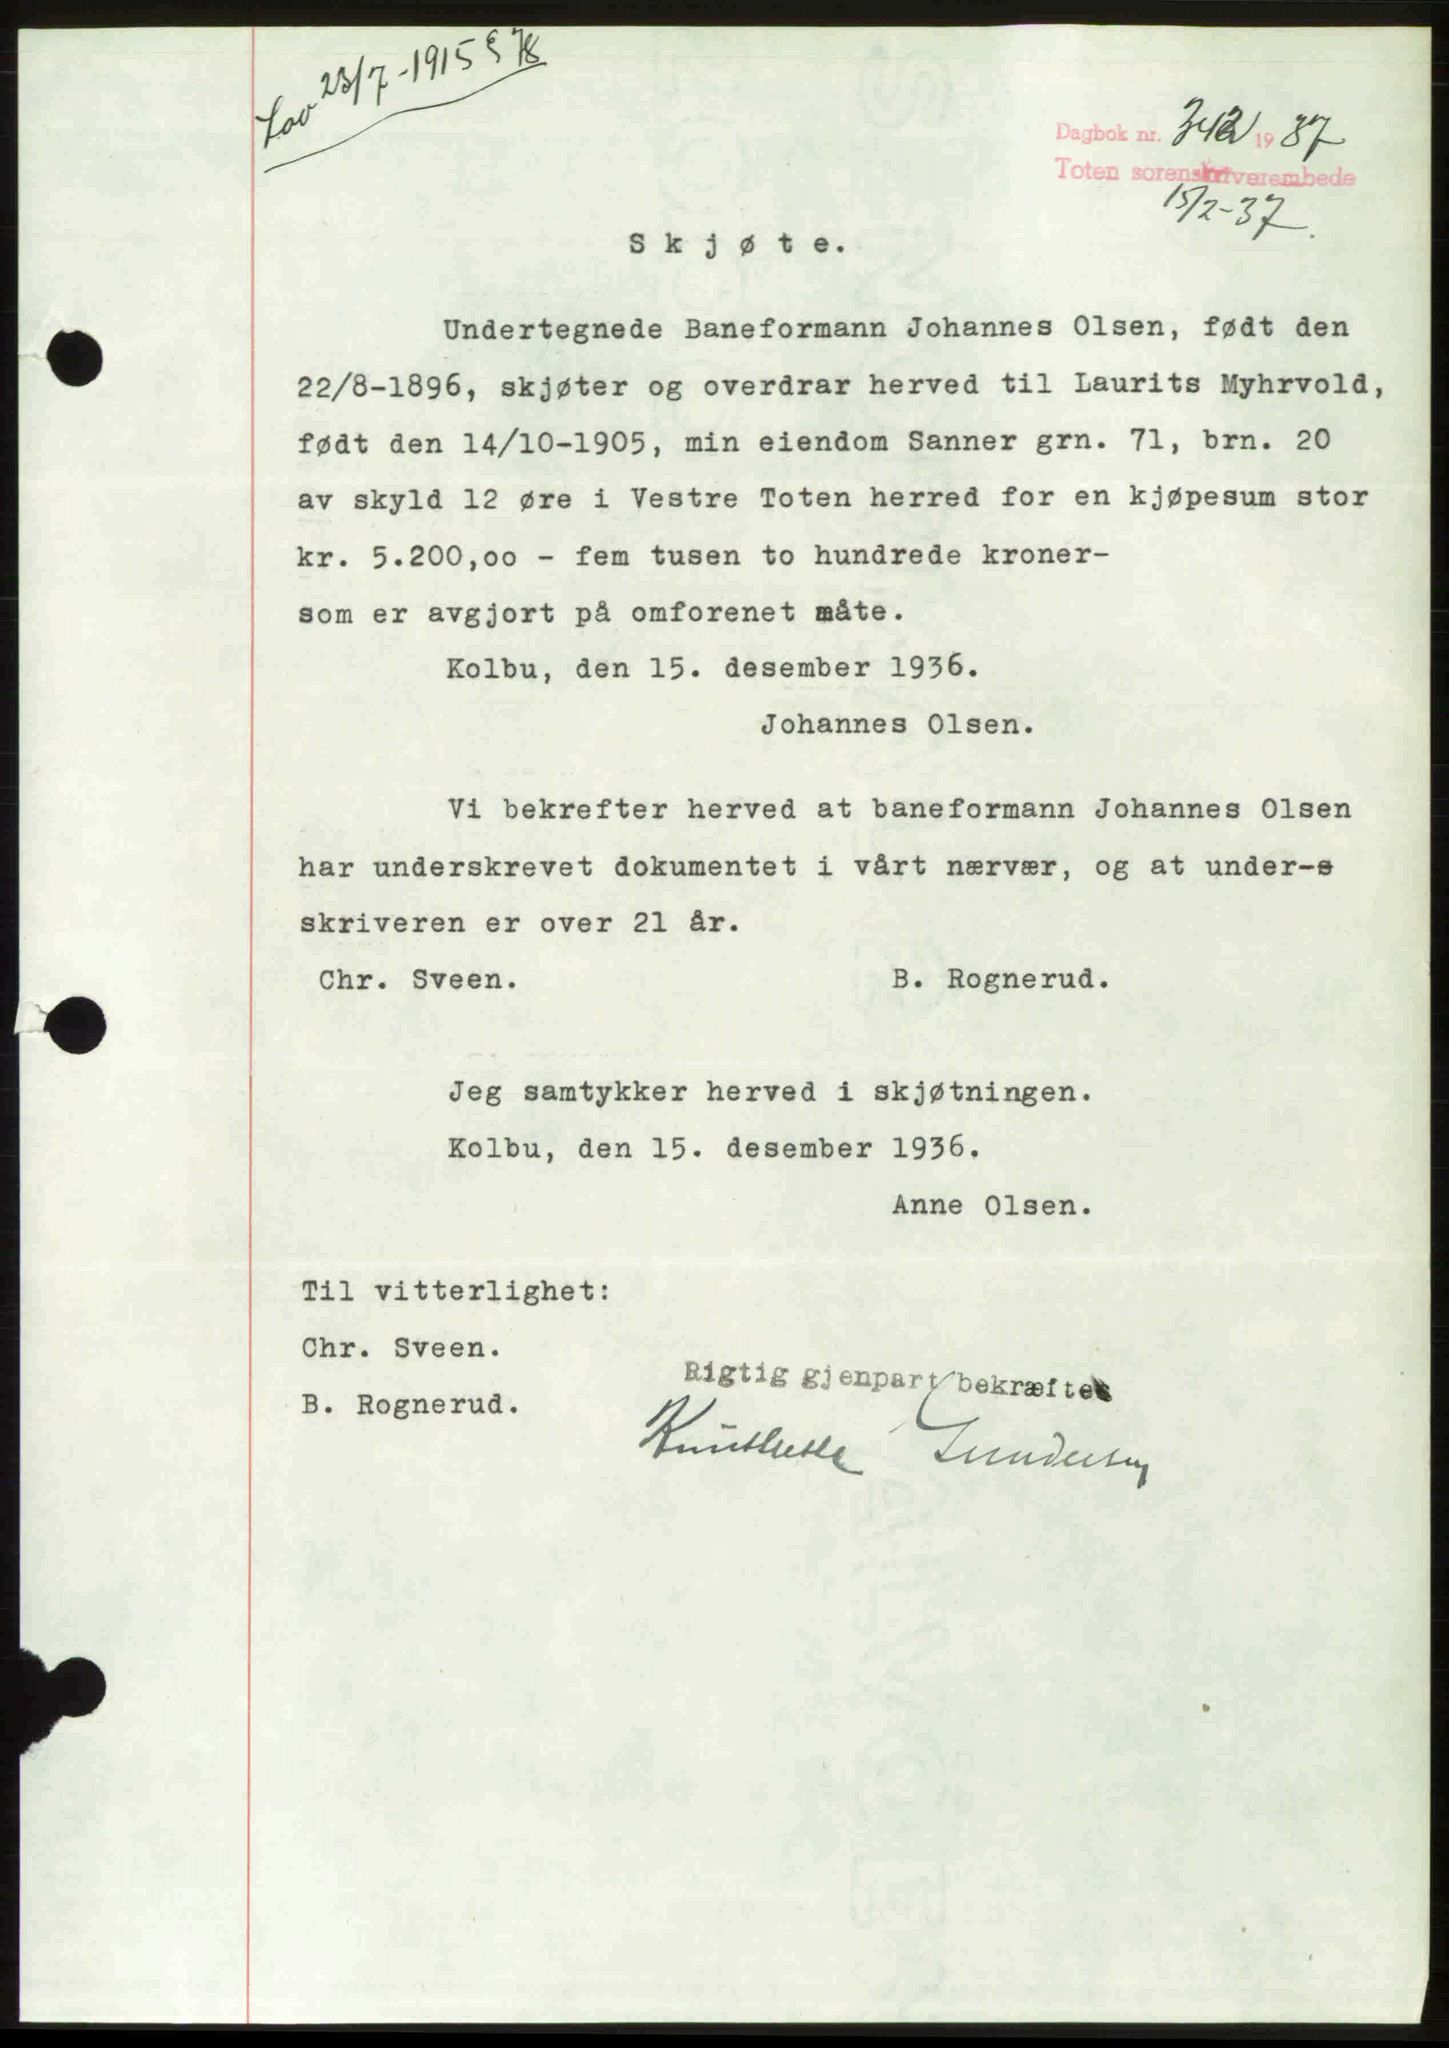 Lov 23/7-1915 § 78
Dagbok nr. 342 1937
Toten sorenskriverembede
15/2-37.
Skjøte.
Undertegnede Baneformann Johannes Olsen, født den
22/8-1896, skjøter og overdrar herved til Laurits Myhrvold,
født den 14/10-1905, min eiendom Sanner grn. 71, brn. 20
av skyld 12 øre i Vestre Toten herred for en kjøpesum stor
kr. 5.200,oo - fem tusen to hundrede kroner-
som er avgjort på omforenet måte.
Kolbu, den 15. desember 1936.
Johannes Olsen.
Vi bekrefter herved at baneformann Johannes Olsen
har underskrevet dokumentet i vårt nærvær, og at under-s
skriveren er over 21 år.
Chr. Sveen. B. Rognerud.
Jeg samtykker herved i skjøtningen.
Kolbu, den 15. desember 1936.
Anne Olsen.
Til vitterlighet:
Chr. Sveen.
B. Rognerud.
Rigtig gjenpart bekræftes
Gundersen